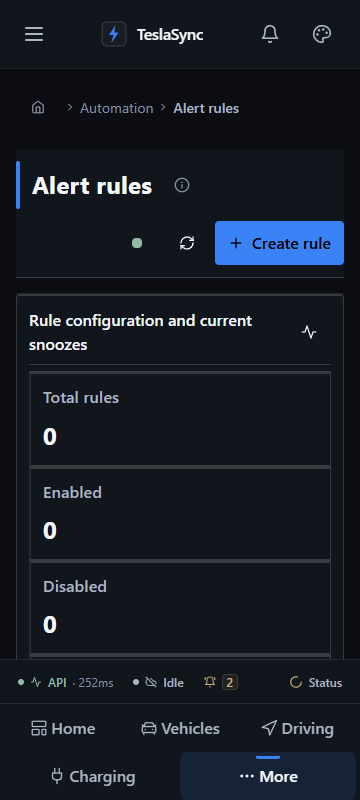 TeslaSync
Automation
Alert rules
Alert rules
Create rule
Rule configuration and current
snoozes
Total rules
0
Enabled
0
Disabled
0
API · 252ms
Idle
2
Status
Home
Vehicles
Driving
Charging
More